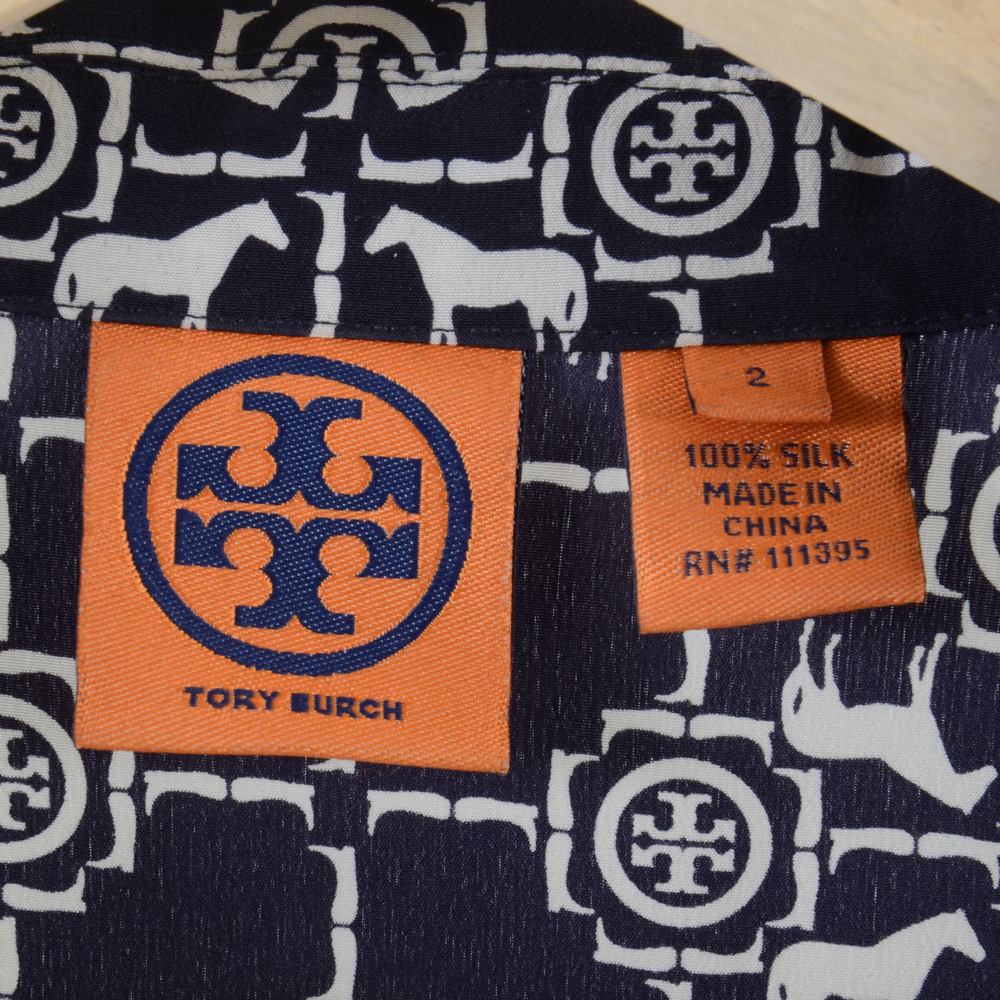 TORY BURCH
2
100% SILK
MADE IN
CHINA
RN# 111395